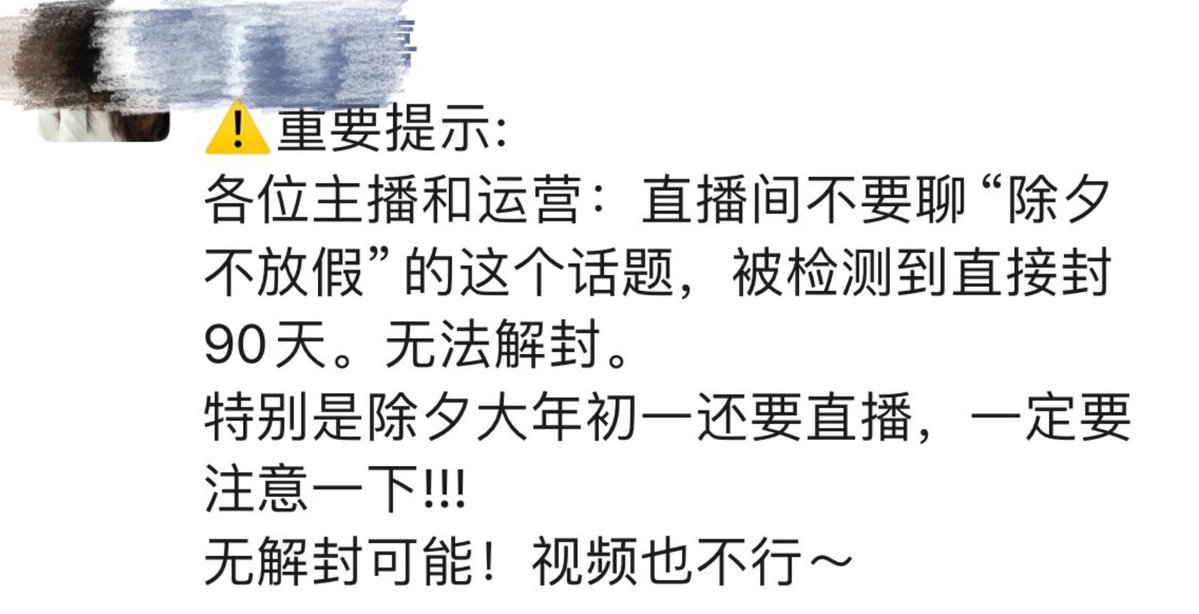 ⚠️重要提示:
各位主播和运营：直播间不要聊“除夕
不放假”的这个话题，被检测到直接封
90天。无法解封。
特别是除夕大年初一还要直播，一定要
注意一下!!!
无解封可能！视频也不行～